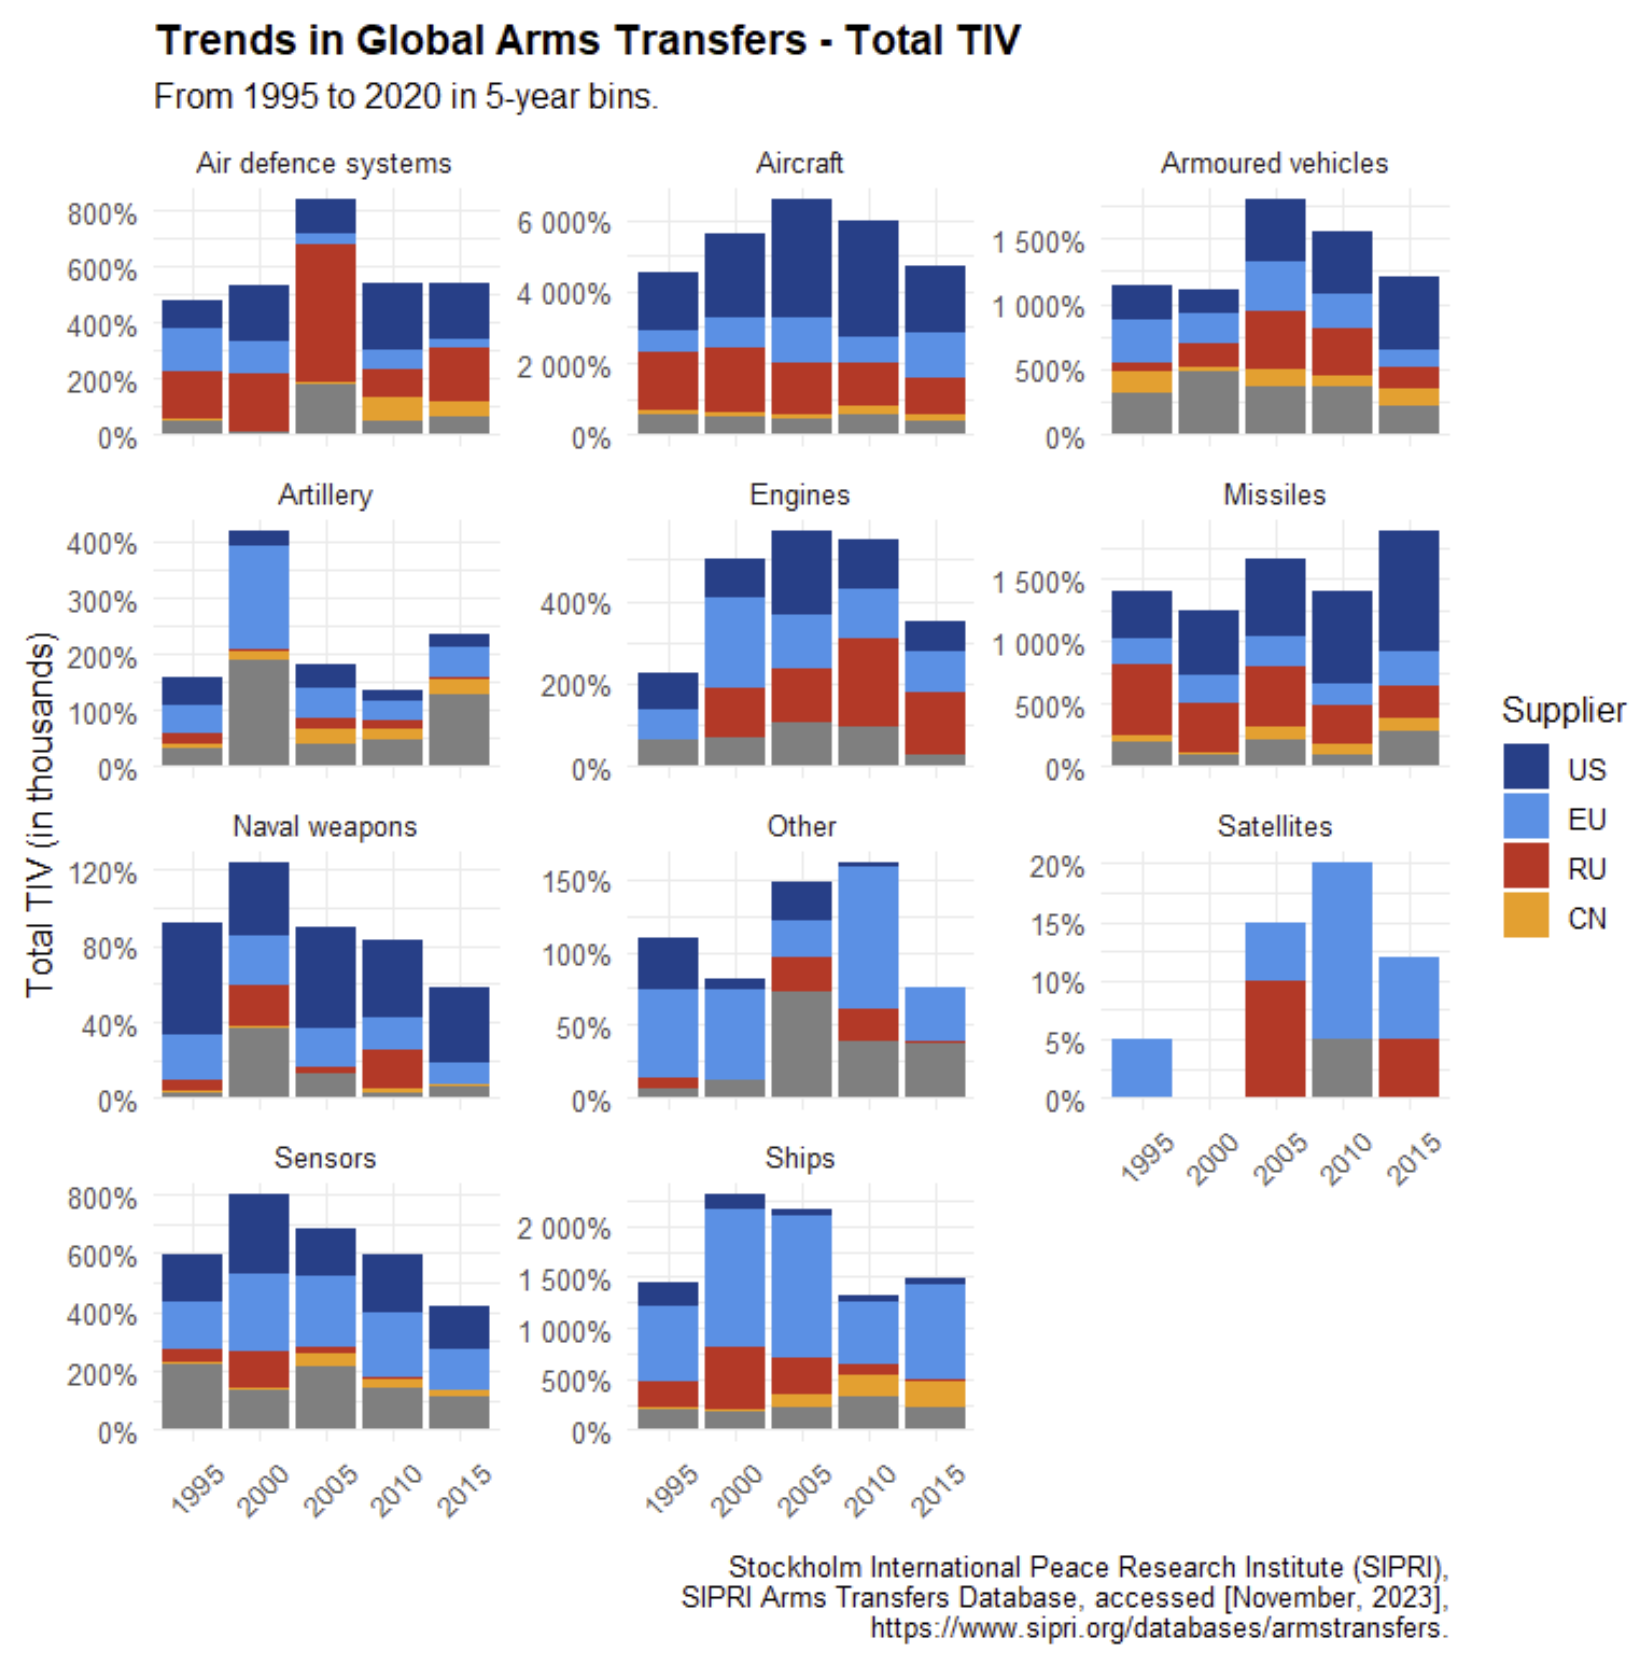 Trends in Global Arms Transfers - Total TIV
From 1995 to 2020 in 5-year bins.
Total TIV (in thousands)
Air defence systems
800%
600%
400%
200%
0%
Aircraft
6 000%
4 000%
2 000%
0%
Armoured vehicles
1 500%
1 000%
500%
0%
Artillery
400%
300%
200%
100%
0%
Engines
400%
200%
0%
Missiles
1 500%
1 000%
500%
0%
Naval weapons
120%
80%
40%
0%
Other
150%
100%
50%
0%
Satellites
20%
15%
10%
5%
0%
1995 2000 2005 2010 2015
Sensors
800%
600%
400%
200%
0%
1995 2000 2005 2010 2015
Ships
2 000%
1 500%
1 000%
500%
0%
1995 2000 2005 2010 2015
Supplier
US
EU
RU
CN
Stockholm International Peace Research Institute (SIPRI),
SIPRI Arms Transfers Database, accessed [November, 2023],
https://www.sipri.org/databases/armstransfers.